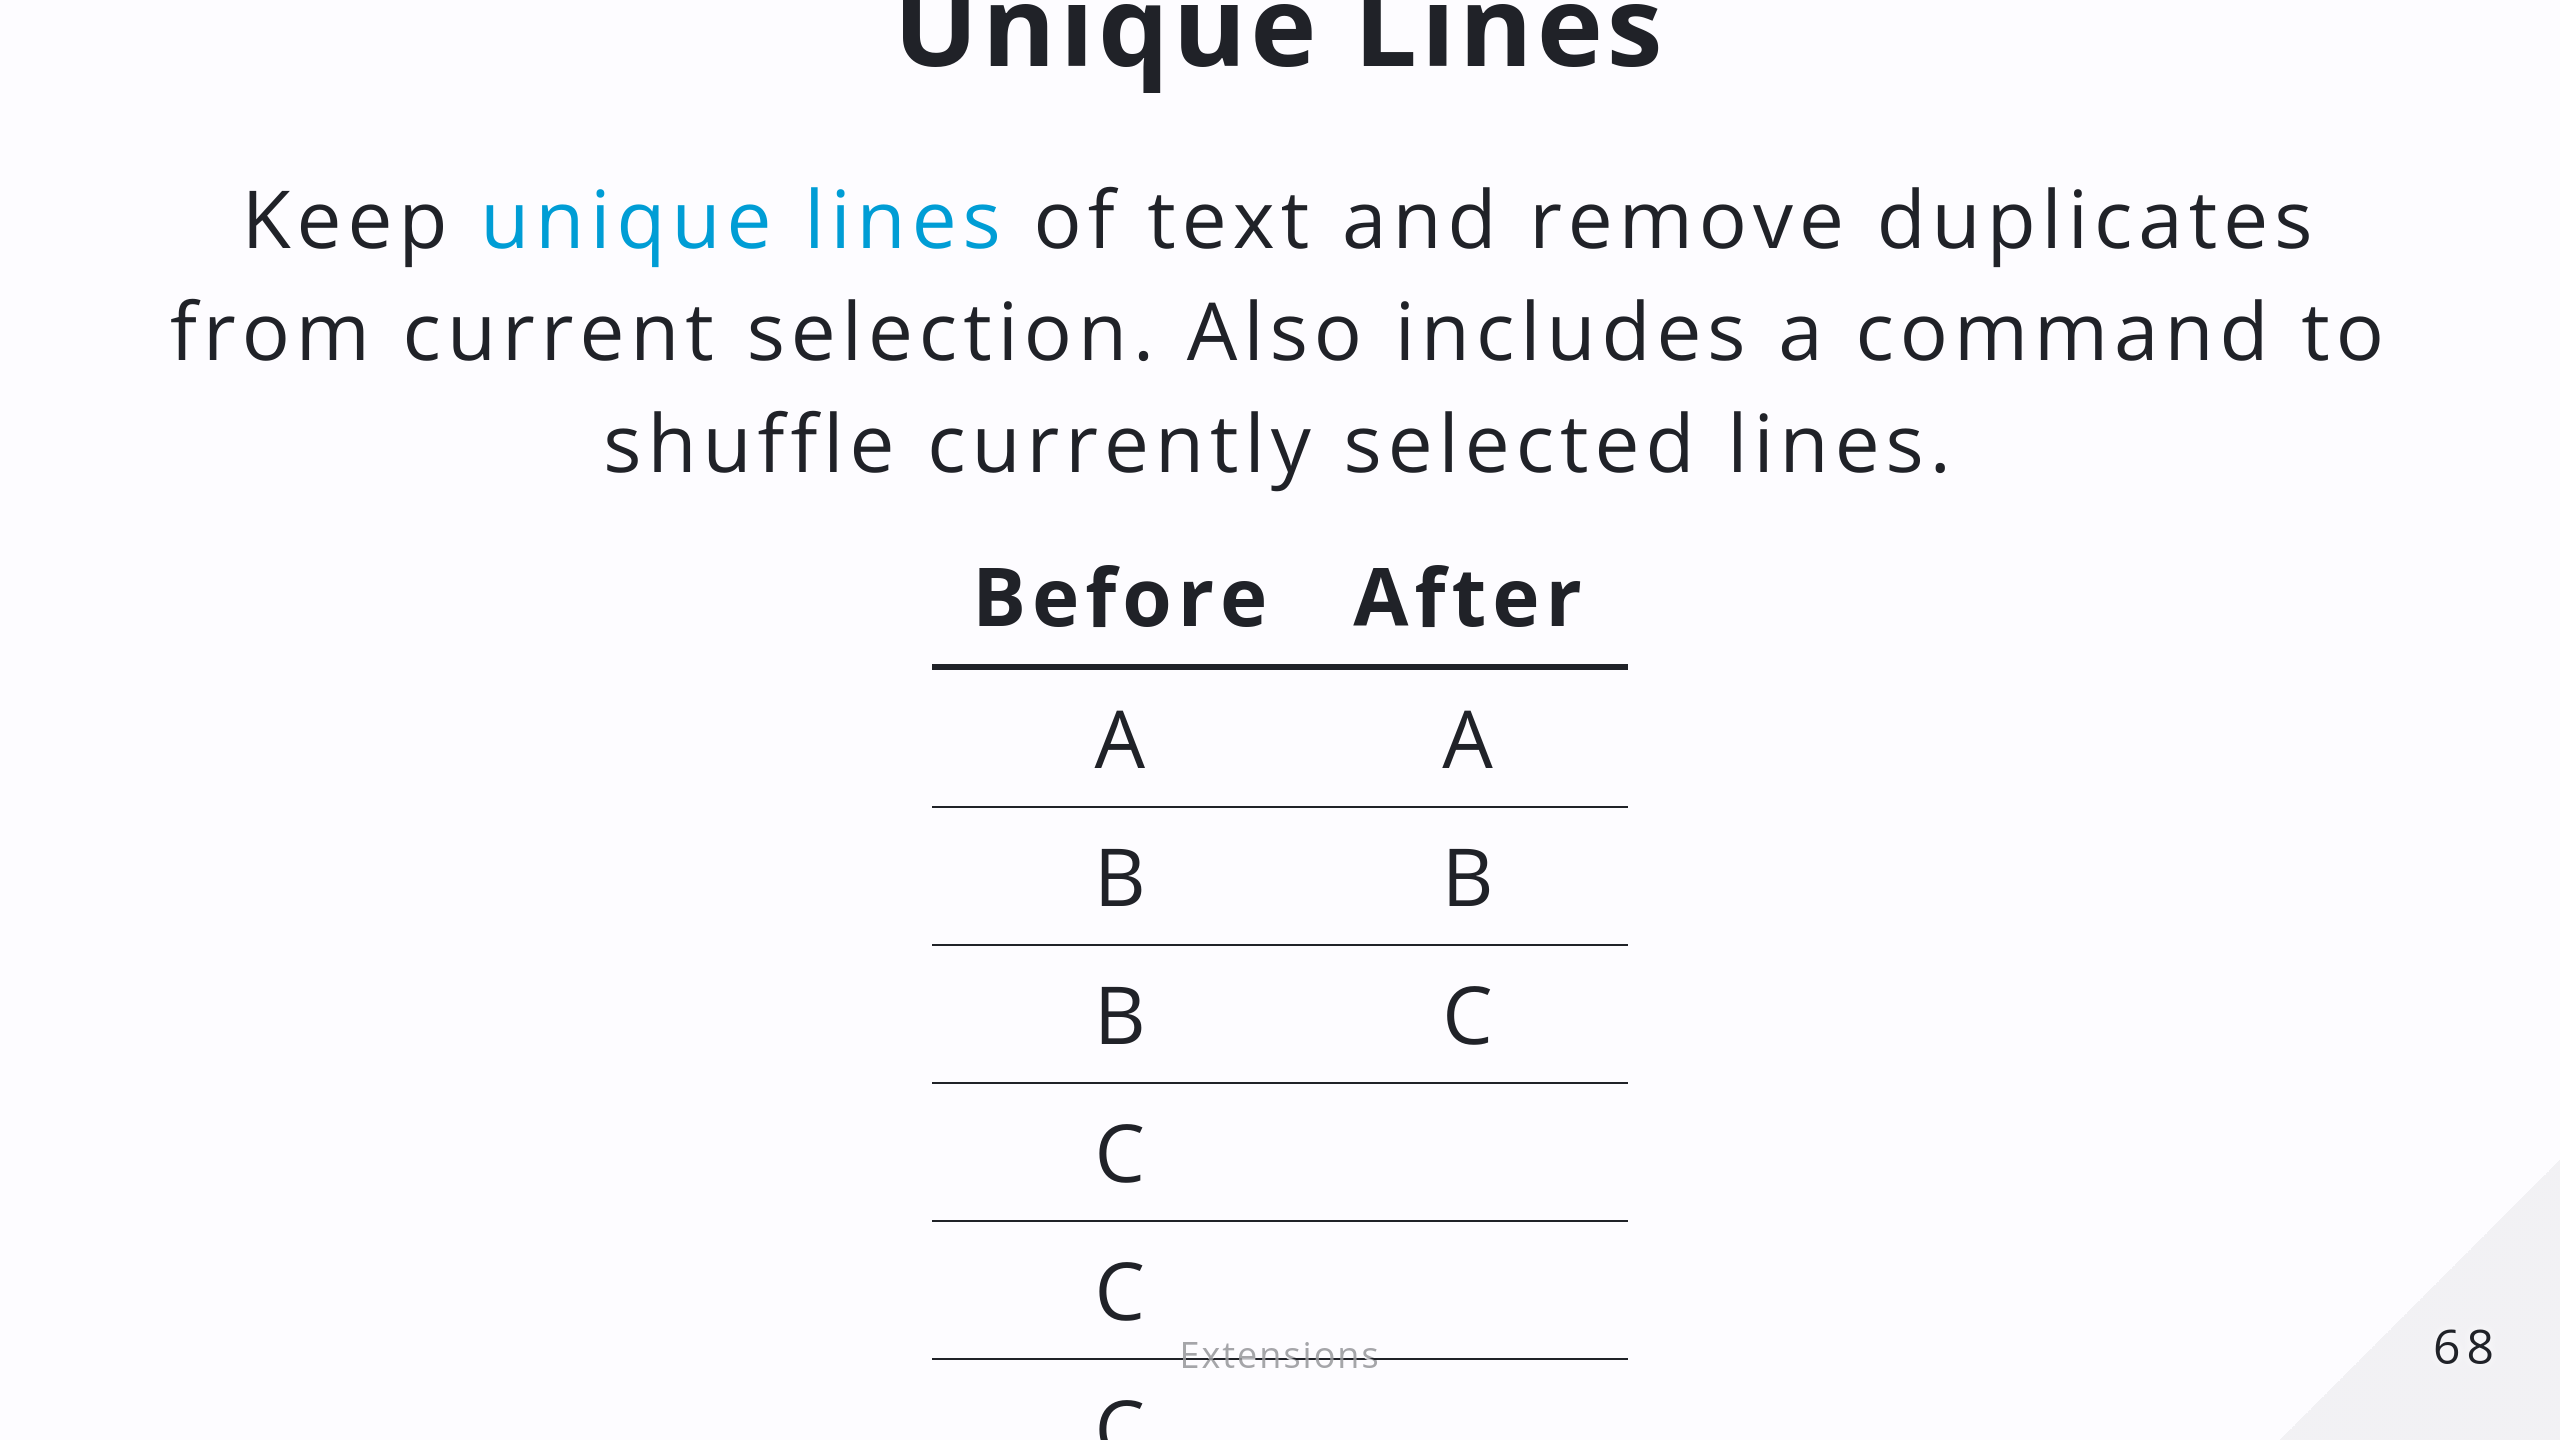 Unique Lines
Keep unique lines of text and remove duplicates
from current selection. Also includes a command to
shuffle currently selected lines.
Before After
A A
B B
B C
C
C
Extensions
68
C